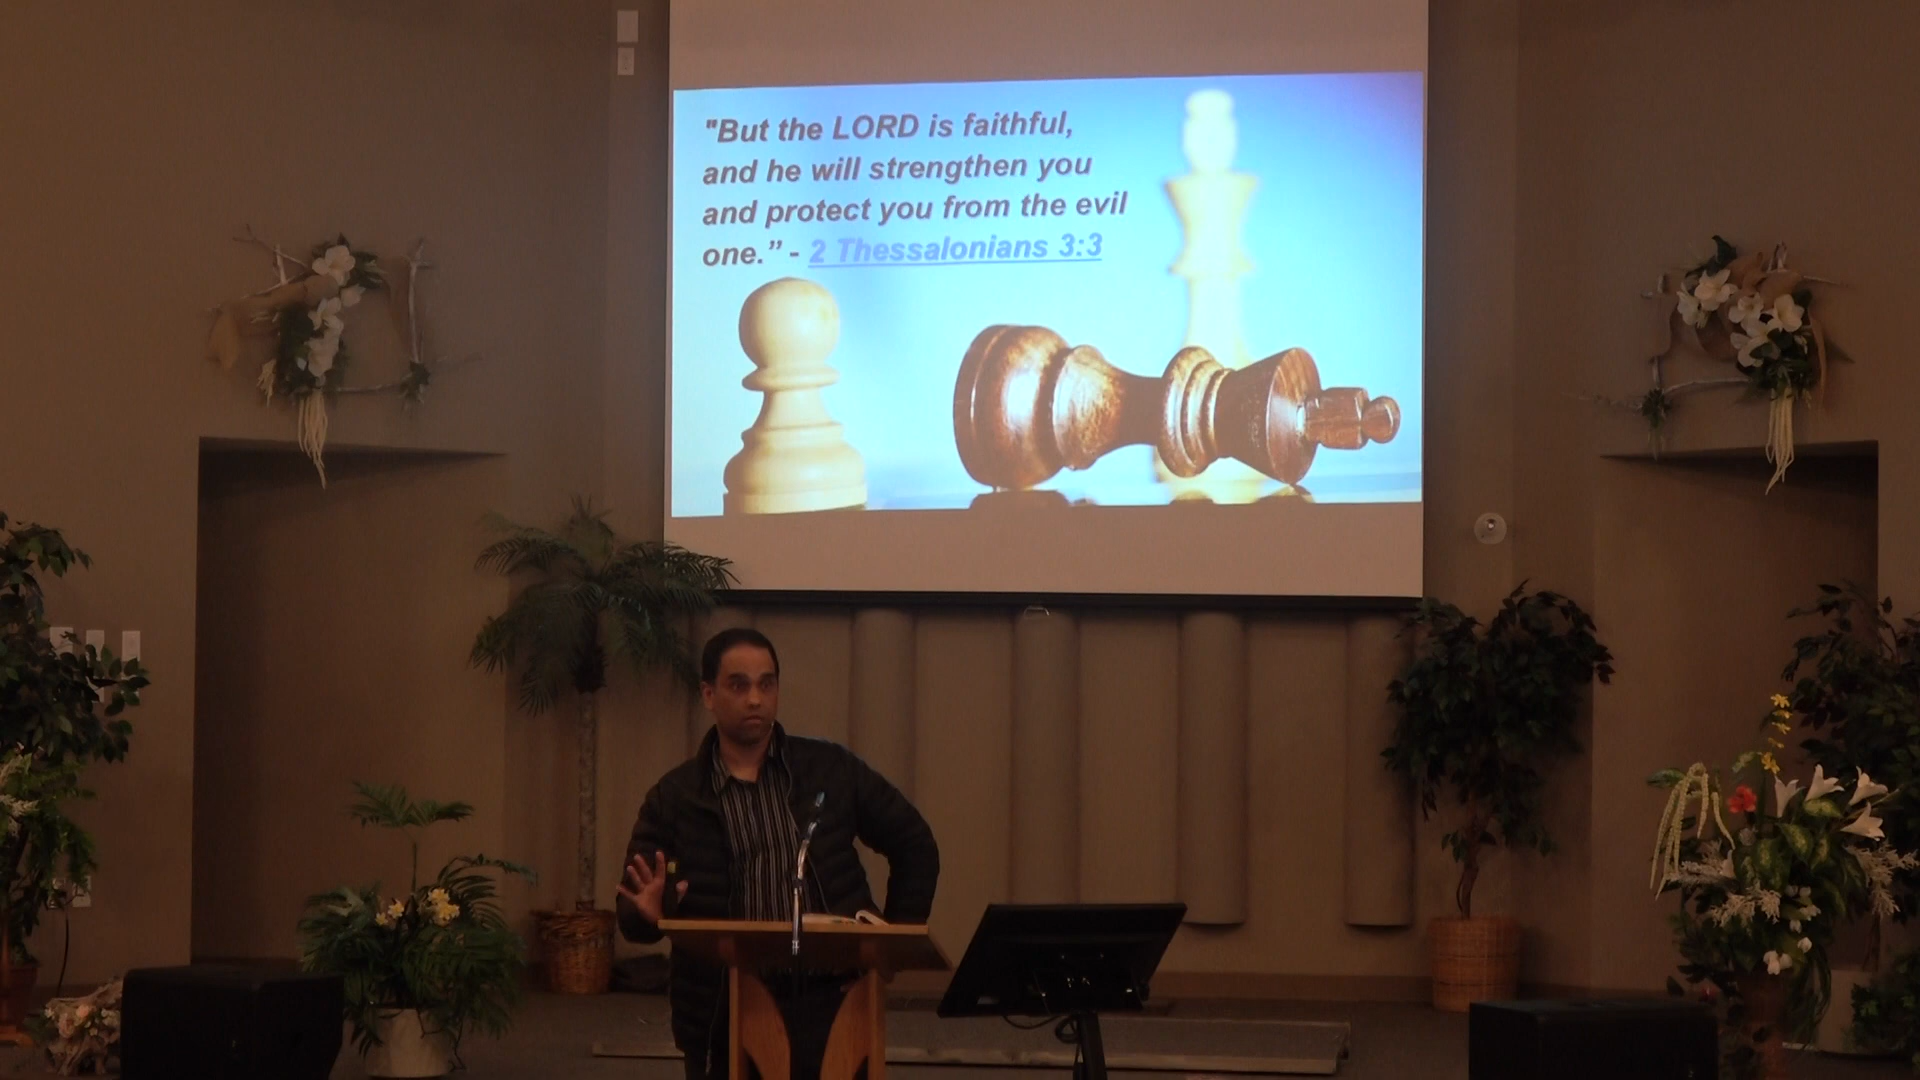 "But the LORD is faithful,
and he will strengthen you
and protect you from the evil
one.” - 2 Thessalonians 3:3